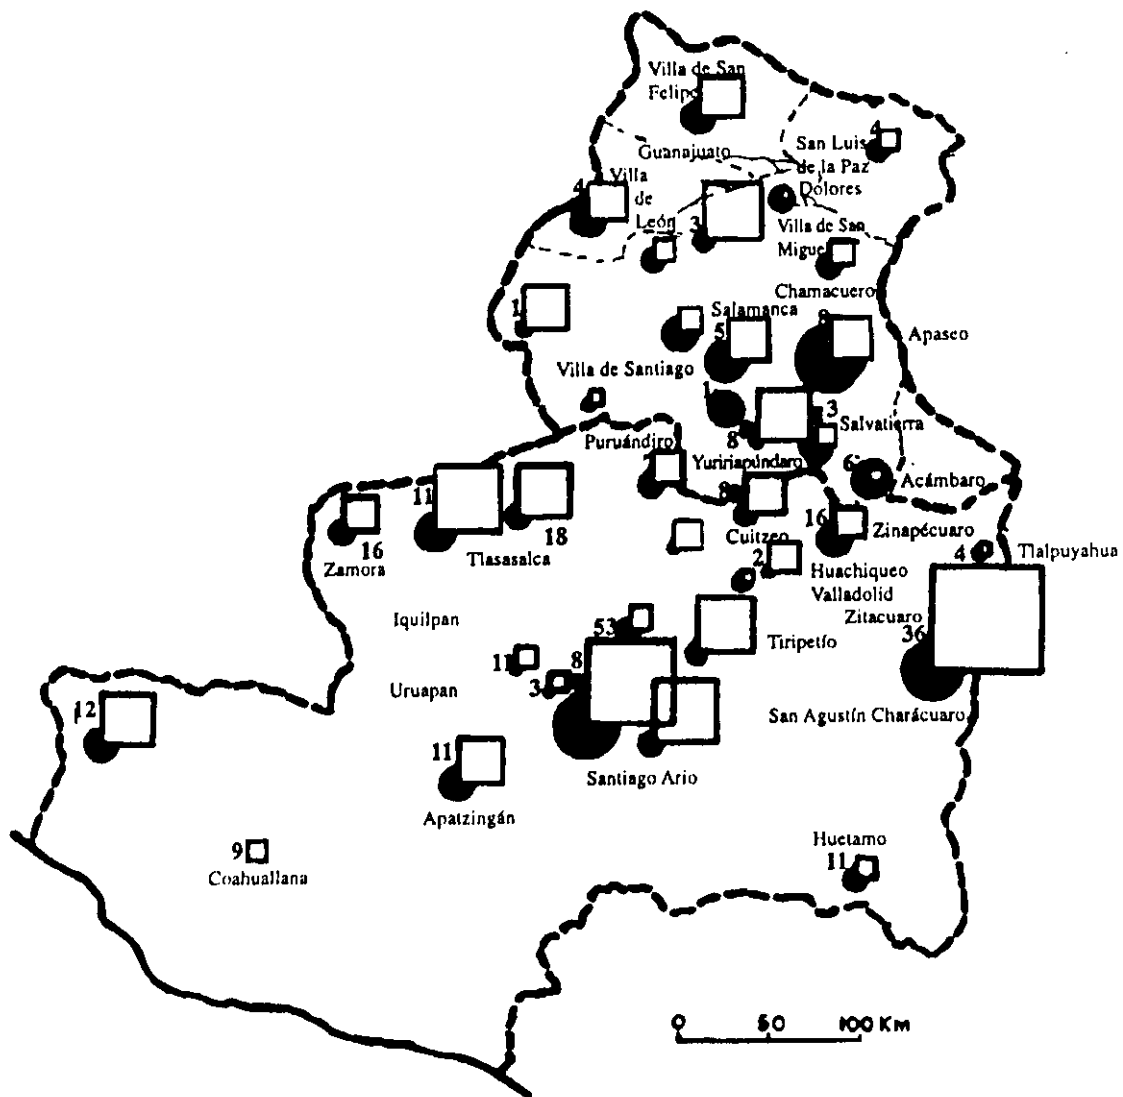 Villa de San
Felipe
4
San Luis
de la Paz
Guanajuato
Dolores
Villa
de
León
4
3
Villa de San
Migue
Chamacuero
1
Salamanca
5
8
Apaseo
Villa de Santiago
1
3
Salvatierra
8
Puruándiro
Yuririapúndaro
6
Acámbaro
11
8
16
Zinapécuaro
16
18
Cuitzeo
Zamora
Tlasasalca
2
Huachiqueo
4
Tlalpuyahua
Valladolid
Zitacuaro
Iquilpan
53
36
Tiripetío
11
8
3
Uruapan
12
San Agustín Charácuaro
11
Santiago Ario
Apatzingán
9
Coahuallana
Huetamo
11
0 50 100 Km